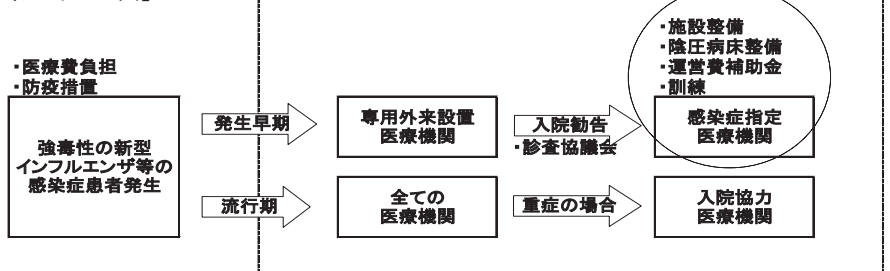 ・医療費負担
・防疫措置
強毒性の新型
インフルエンザ等の
感染症患者発生
発生早期
流行期
専用外来設置
医療機関
全ての
医療機関
入院勧告
・診査協議会
重症の場合
・施設整備
・陰圧病床整備
・運営費補助金
・訓練
感染症指定
医療機関
入院協力
医療機関